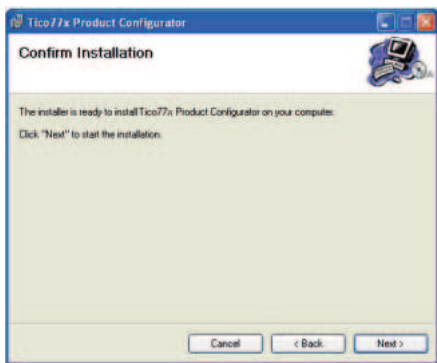 Tico77x Product Configurator
Confirm Installation
The installer is ready to install Tico77x Product Configurator on your computer.
Click "Next" to start the installation.
Cancel
< Back
Next >